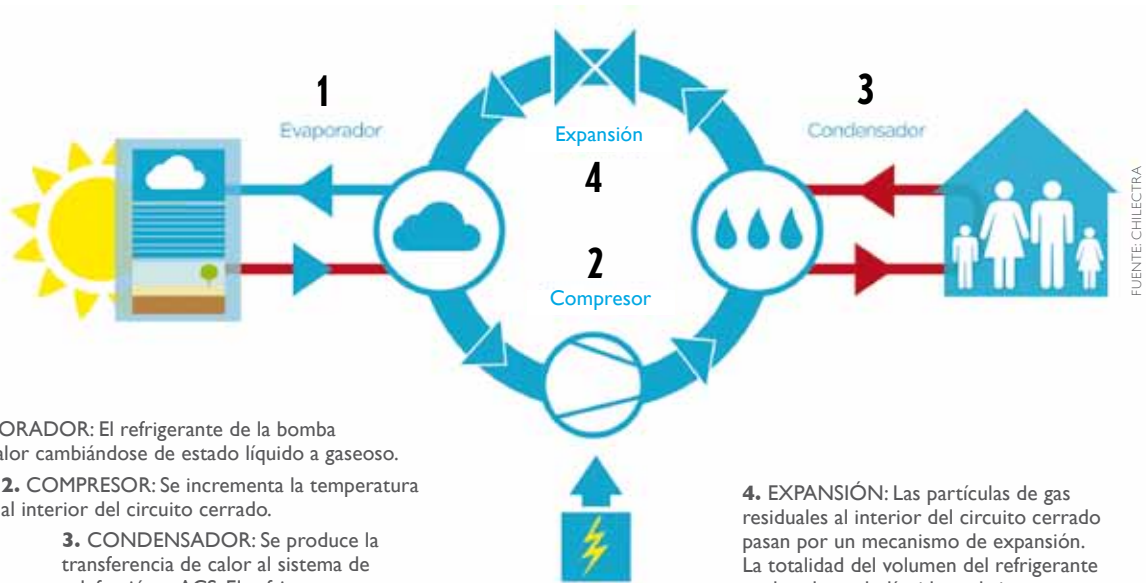 1
Evaporador
Expansión
4
2
Compresor
3
Condensador
FUENTE: CHILECTRA
ORADOR: El refrigerante de la bomba
alor cambiándose de estado líquido a gaseoso.
2. COMPRESOR: Se incrementa la temperatura
al interior del circuito cerrado.
3. CONDENSADOR: Se produce la
transferencia de calor al sistema de
4. EXPANSIÓN: Las partículas de gas
residuales al interior del circuito cerrado
pasan por un mecanismo de expansión.
La totalidad del volumen del refrigerante